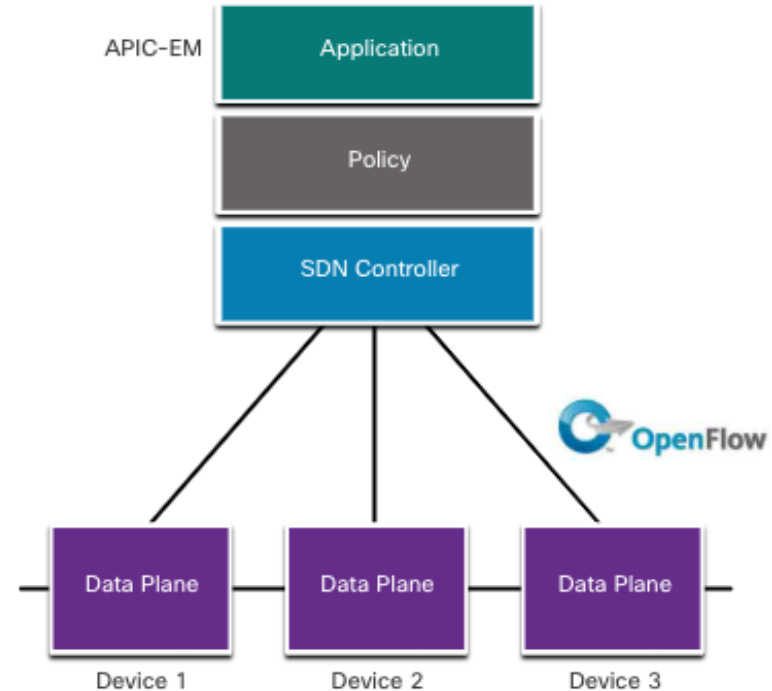 APIC-EM
Application
Policy
SDN Controller
OpenFlow
Data Plane
Data Plane
Data Plane
Device 1
Device 2
Device 3